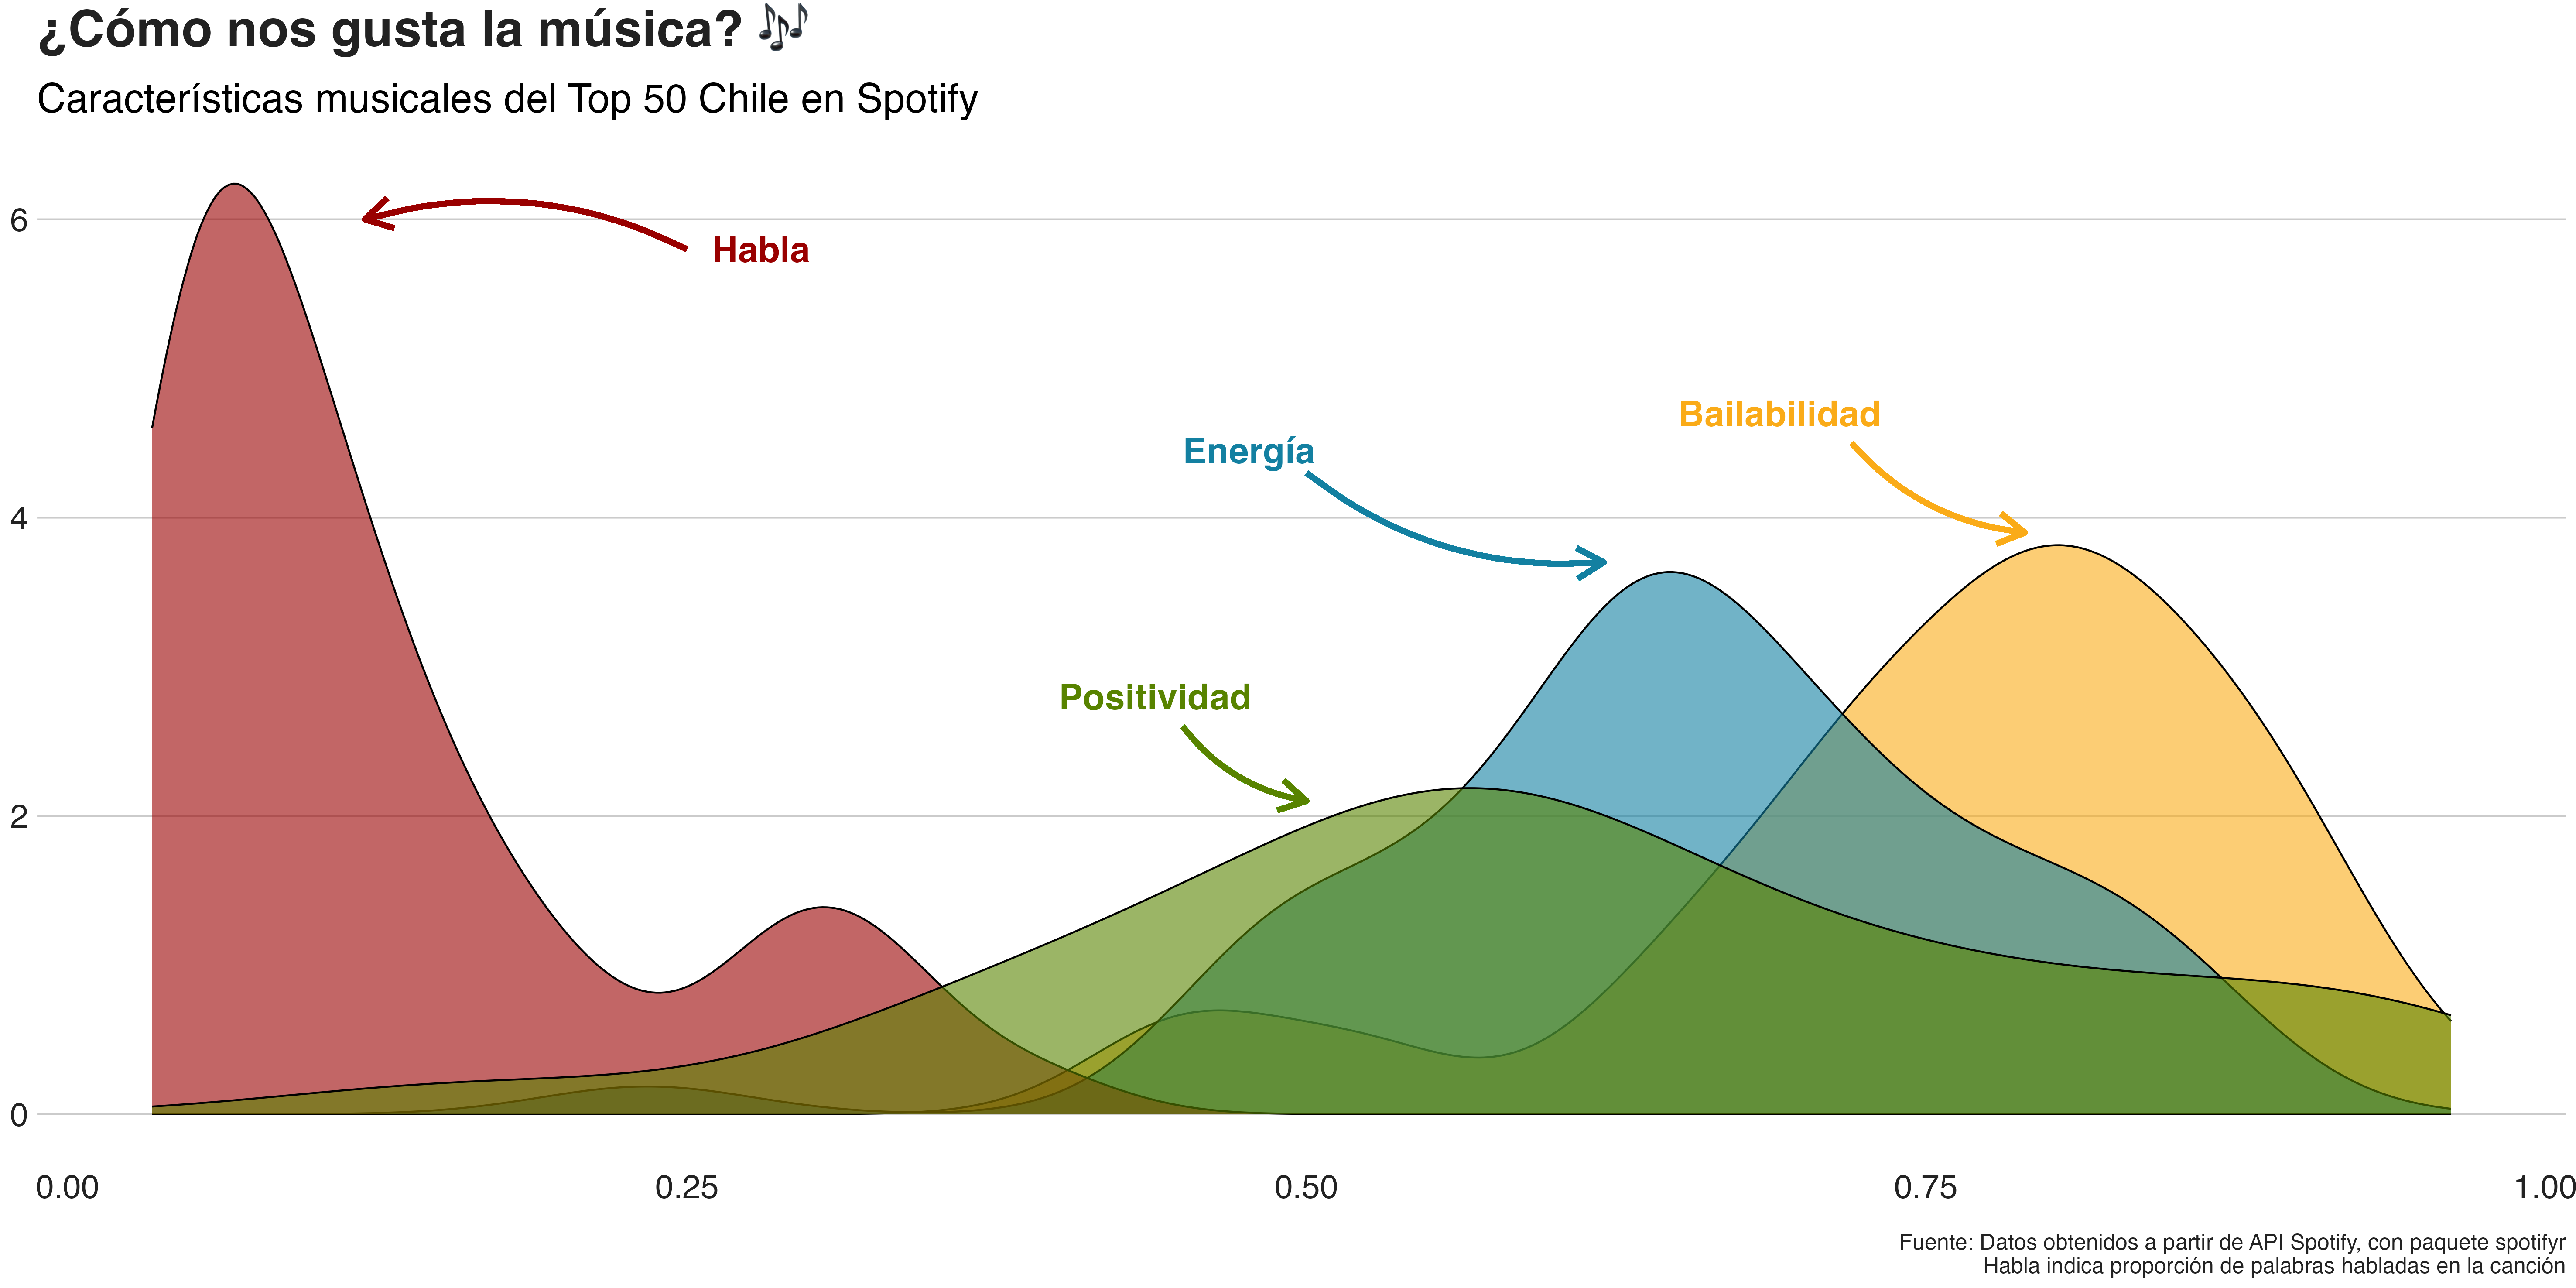 ¿Cómo nos gusta la música? 🎶
Características musicales del Top 50 Chile en Spotify
6
Habla
Bailabilidad
Energía
4
Positividad
2
0
0.00 0.25 0.50 0.75 1.00
Fuente: Datos obtenidos a partir de API Spotify, con paquete spotifyr
Habla indica proporción de palabras habladas en la canción